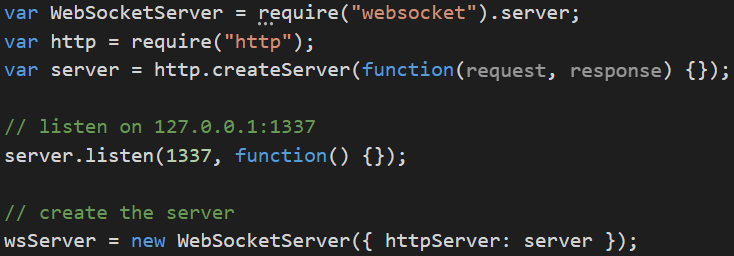 var WebSocketServer = require("websocket").server;
var http = require("http");
var server = http.createServer(function(request, response) {});
// listen on 127.0.0.1:1337
server.listen(1337, function() {});
// create the server
wsServer = new WebSocketServer({ httpServer: server });